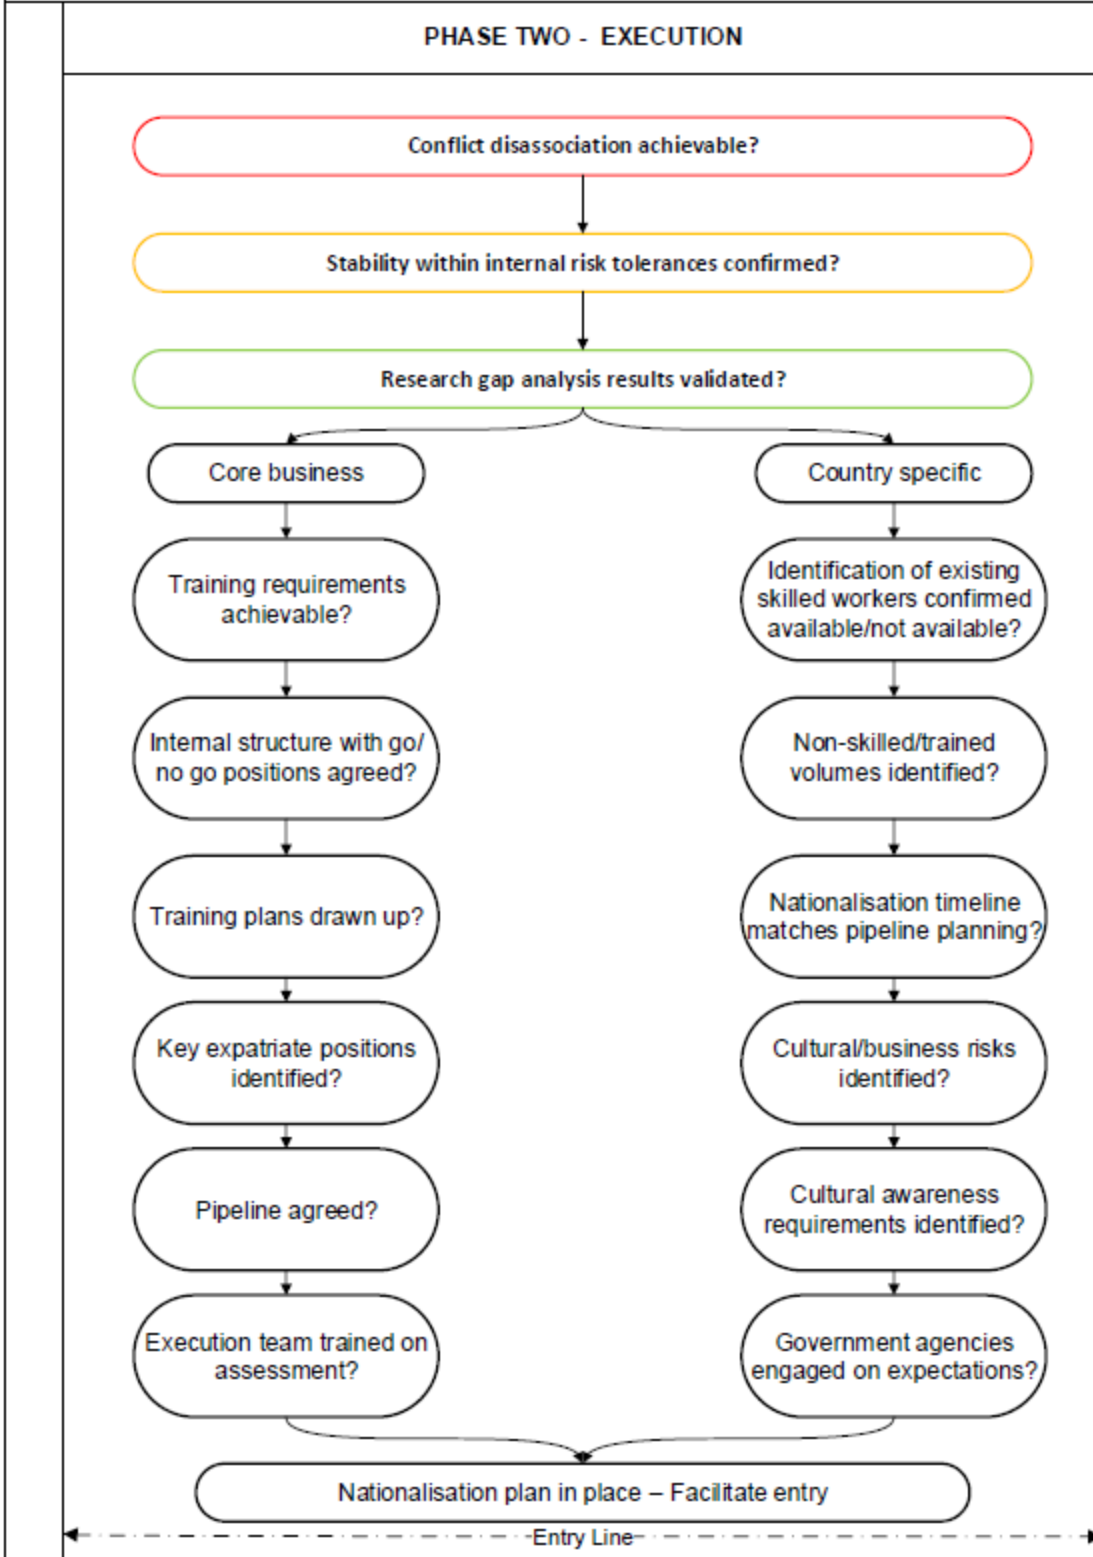 PHASE TWO - EXECUTION
Conflict disassociation achievable?
Stability within internal risk tolerances confirmed?
Research gap analysis results validated?
Core business
Training requirements
achievable?
Internal structure with go/
no go positions agreed?
Training plans drawn up?
Key expatriate positions
identified?
Pipeline agreed?
Execution team trained on
assessment?
Country specific
Identification of existing
skilled workers confirmed
available/not available?
Non-skilled/trained
volumes identified?
Nationalisation timeline
matches pipeline planning?
Cultural/business risks
identified?
Cultural awareness
requirements identified?
Government agencies
engaged on expectations?
Nationalisation plan in place – Facilitate entry
Entry Line